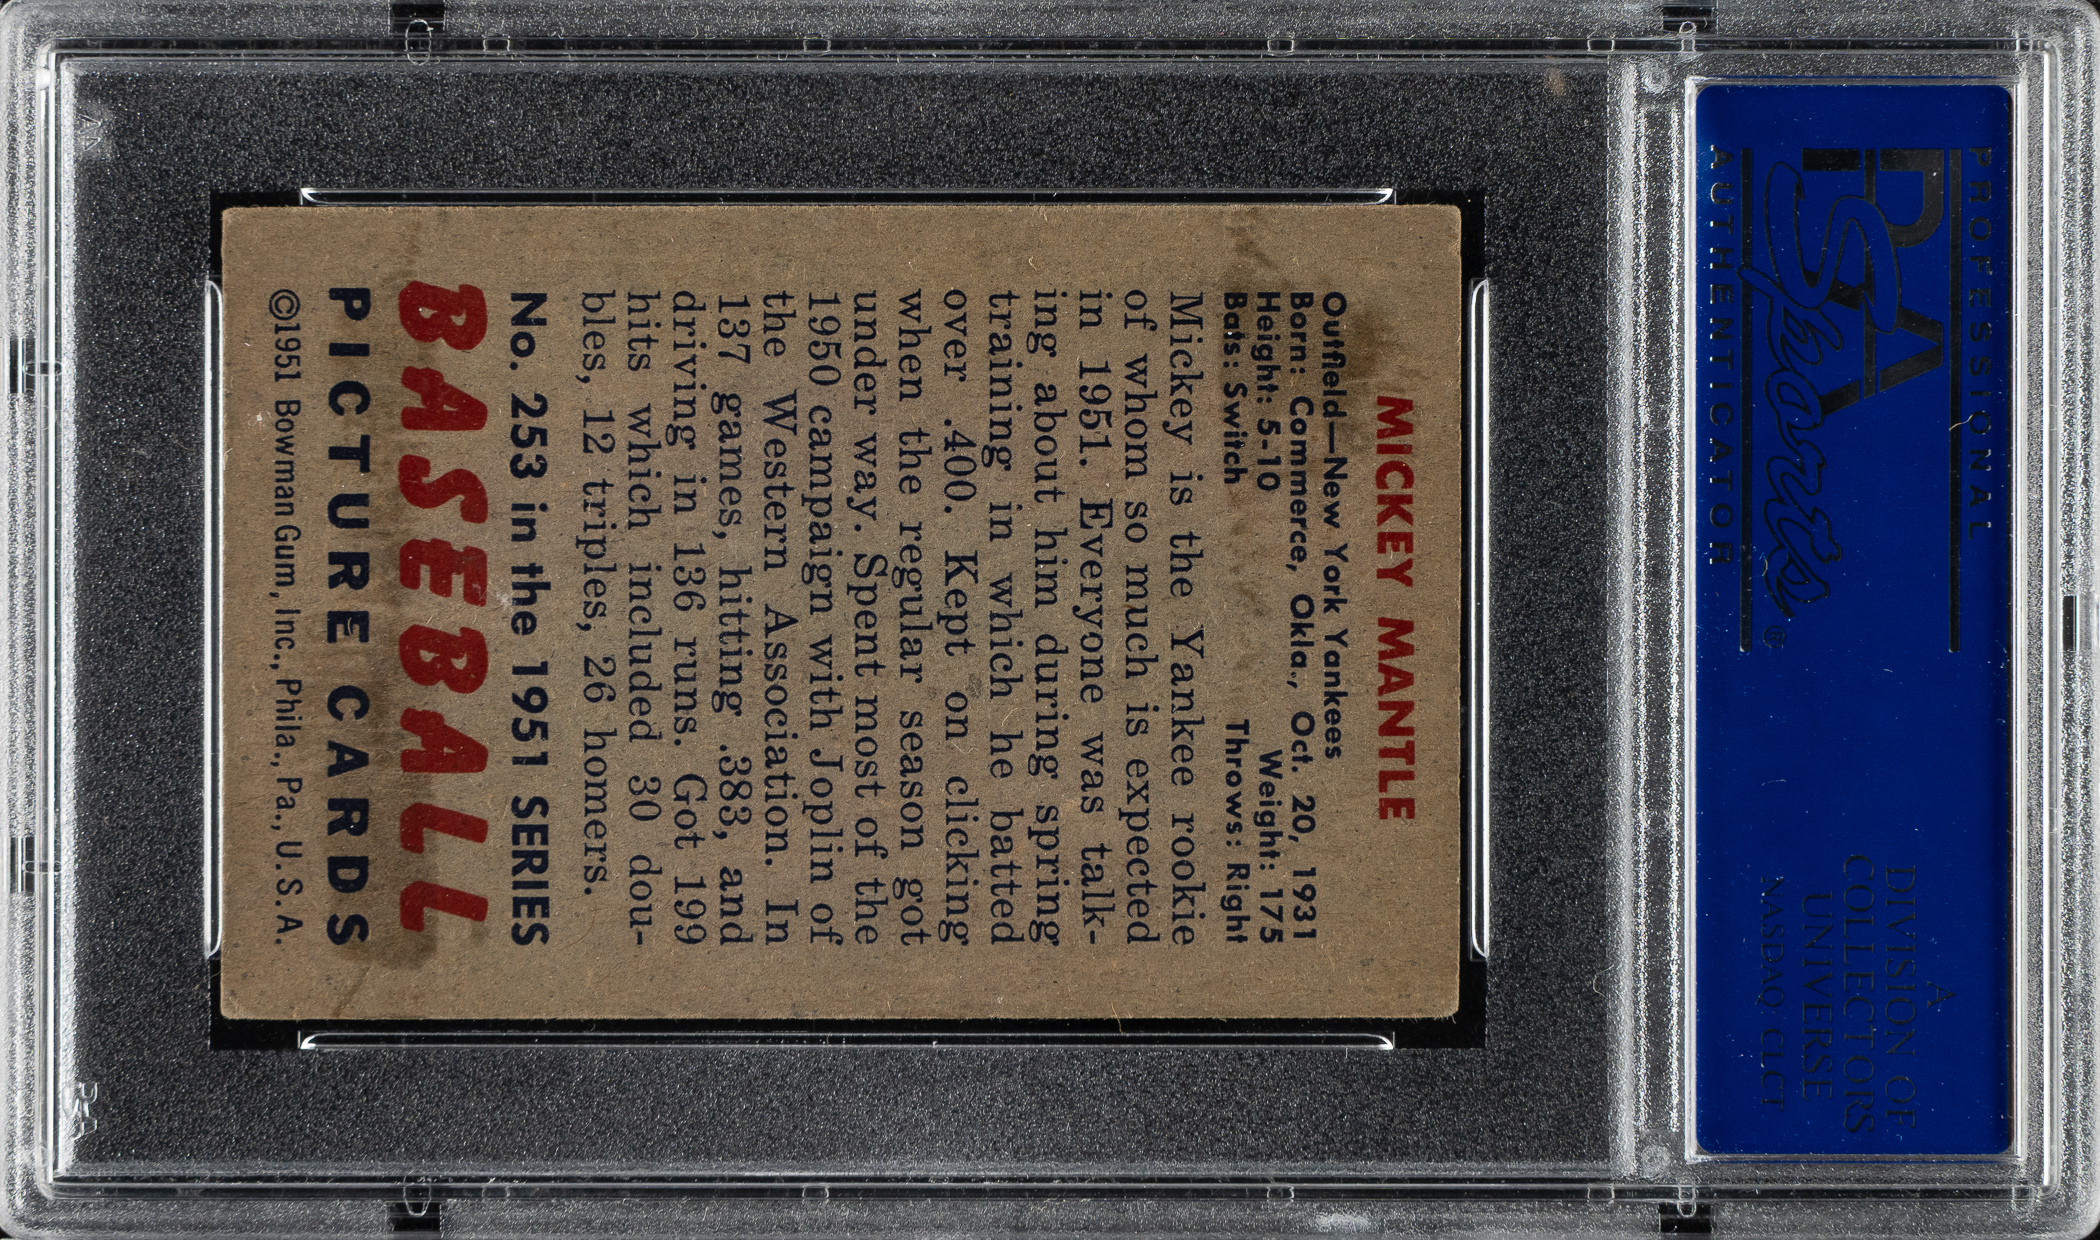 PROFESSIONAL
PSA
Sports®
AUTHENTICATOR
A
DIVISION OF
COLLECTORS
UNIVERSE
NASDAQ CLCT
MICKEY MANTLE
Outfield—New York Yankees
Born: Commerce, Okla., Oct. 20, 1931
Height: 5-10 Weight: 175
Bats: Switch Throws: Right
Mickey is the Yankee rookie
of whom so much is expected
in 1951. Everyone was talk-
ing about him during spring
training in which he batted
over .400. Kept on clicking
when the regular season got
under way. Spent most of the
1950 campaign with Joplin of
the Western Association. In
137 games, hitting .383, and
driving in 136 runs. Got 199
hits which included 30 dou-
bles, 12 triples, 26 homers.
No. 253 in the 1951 SERIES
BASEBALL
PICTURE CARDS
©1951 Bowman Gum, Inc., Phila., Pa., U. S. A.
PSA